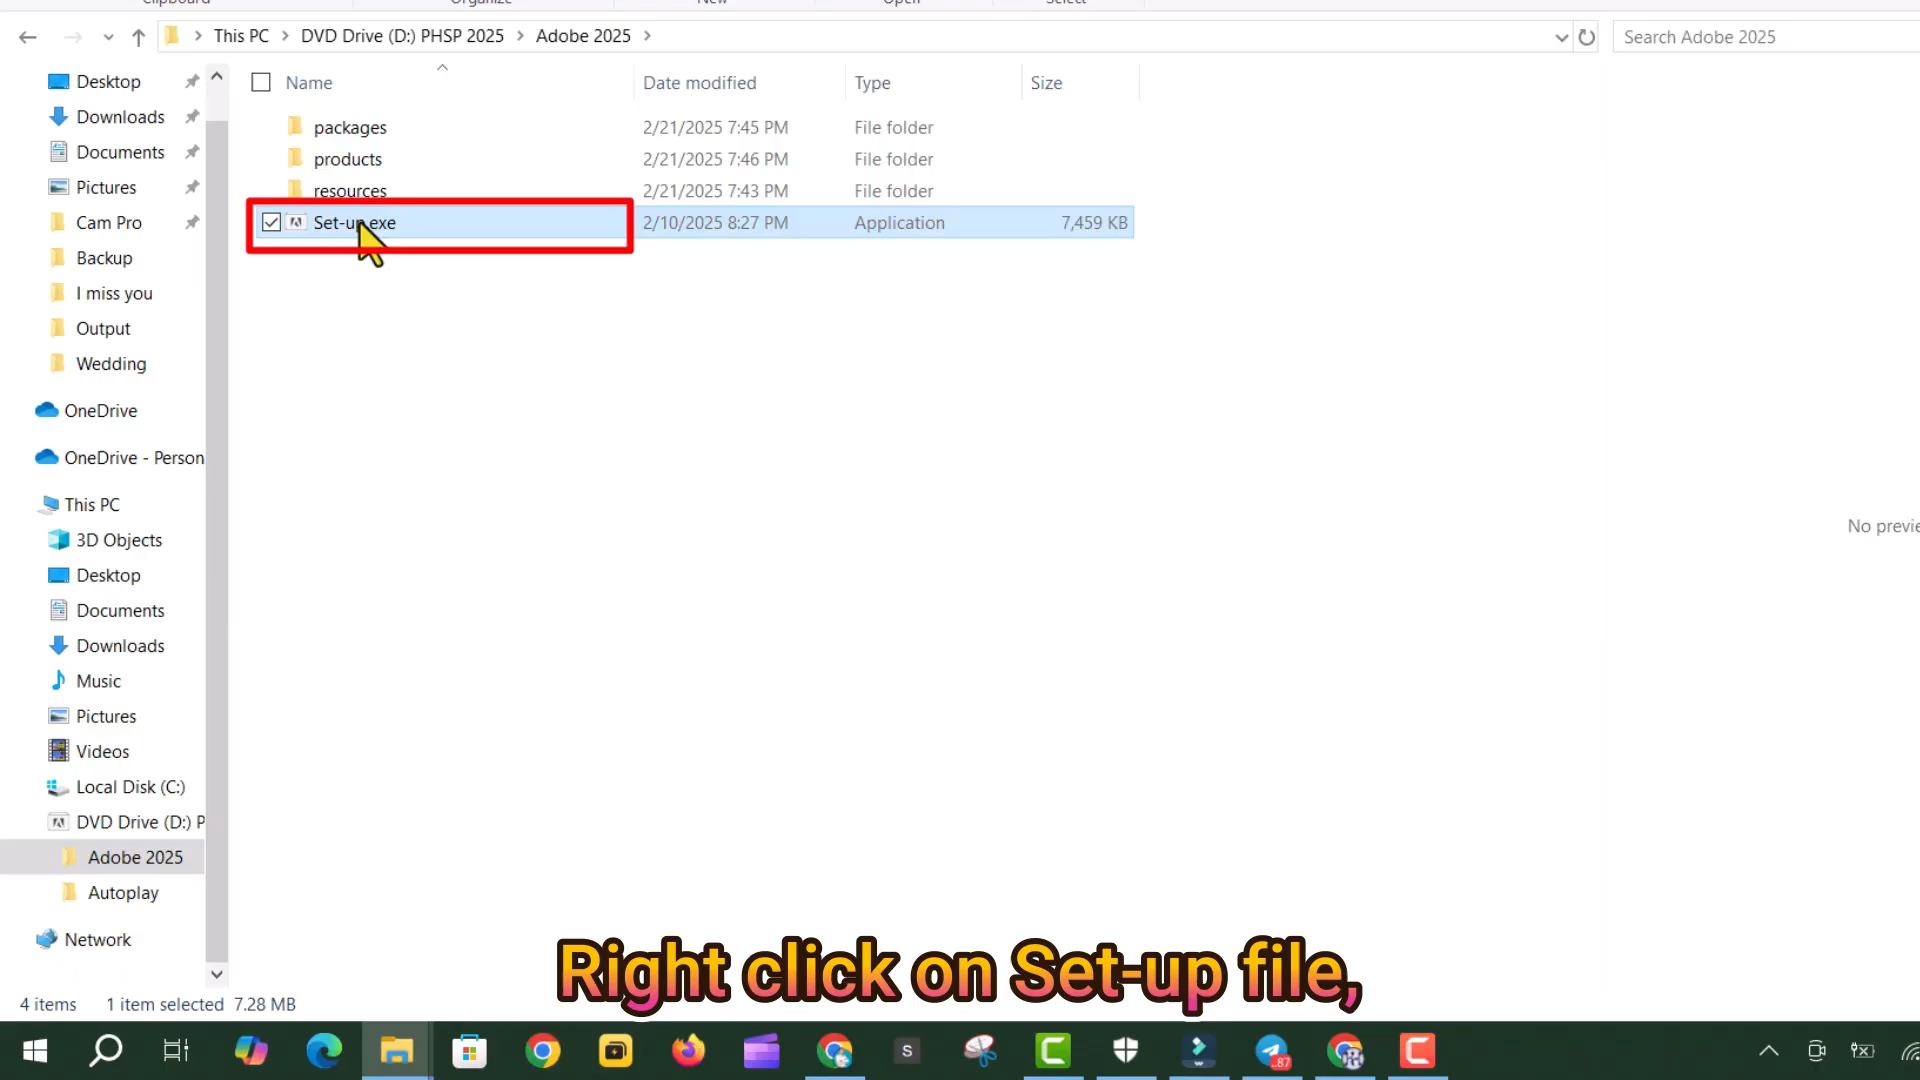 This PC > DVD Drive (D:) PHSP 2025 > Adobe 2025 >
Search Adobe 2025
Name
Date modified
Type
Size
packages
2/21/2025 7:45 PM
File folder
products
2/21/2025 7:46 PM
File folder
resources
2/21/2025 7:43 PM
File folder
Set-up.exe
2/10/2025 8:27 PM
Application
7,459 KB
Desktop
Downloads
Documents
Pictures
Cam Pro
Backup
I miss you
Output
Wedding
OneDrive
OneDrive - Person
This PC
3D Objects
Desktop
Documents
Downloads
Music
Pictures
Videos
Local Disk (C:)
DVD Drive (D:) P
Adobe 2025
Autoplay
Network
No previe
Right click on Set-up file,
4 items
1 item selected 7.28 MB
S
.87